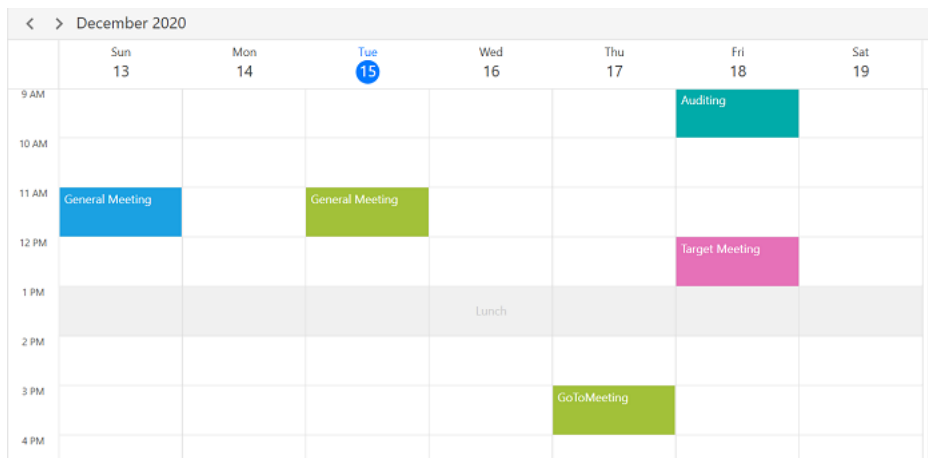 December 2020
Sun Mon Tue Wed Thu Fri Sat
13 14 15 16 17 18 19
9 AM
Auditing
10 AM
11 AM
General Meeting General Meeting
12 PM
Target Meeting
1 PM
Lunch
2 PM
3 PM
GoToMeeting
4 PM